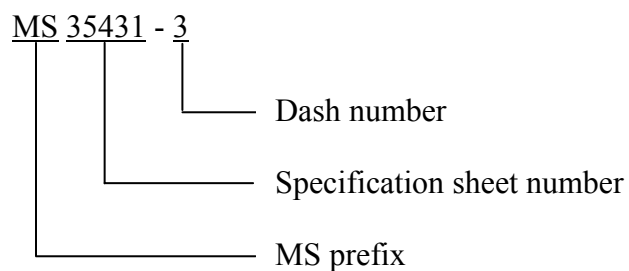 MS 35431 - 3
Dash number
Specification sheet number
MS prefix